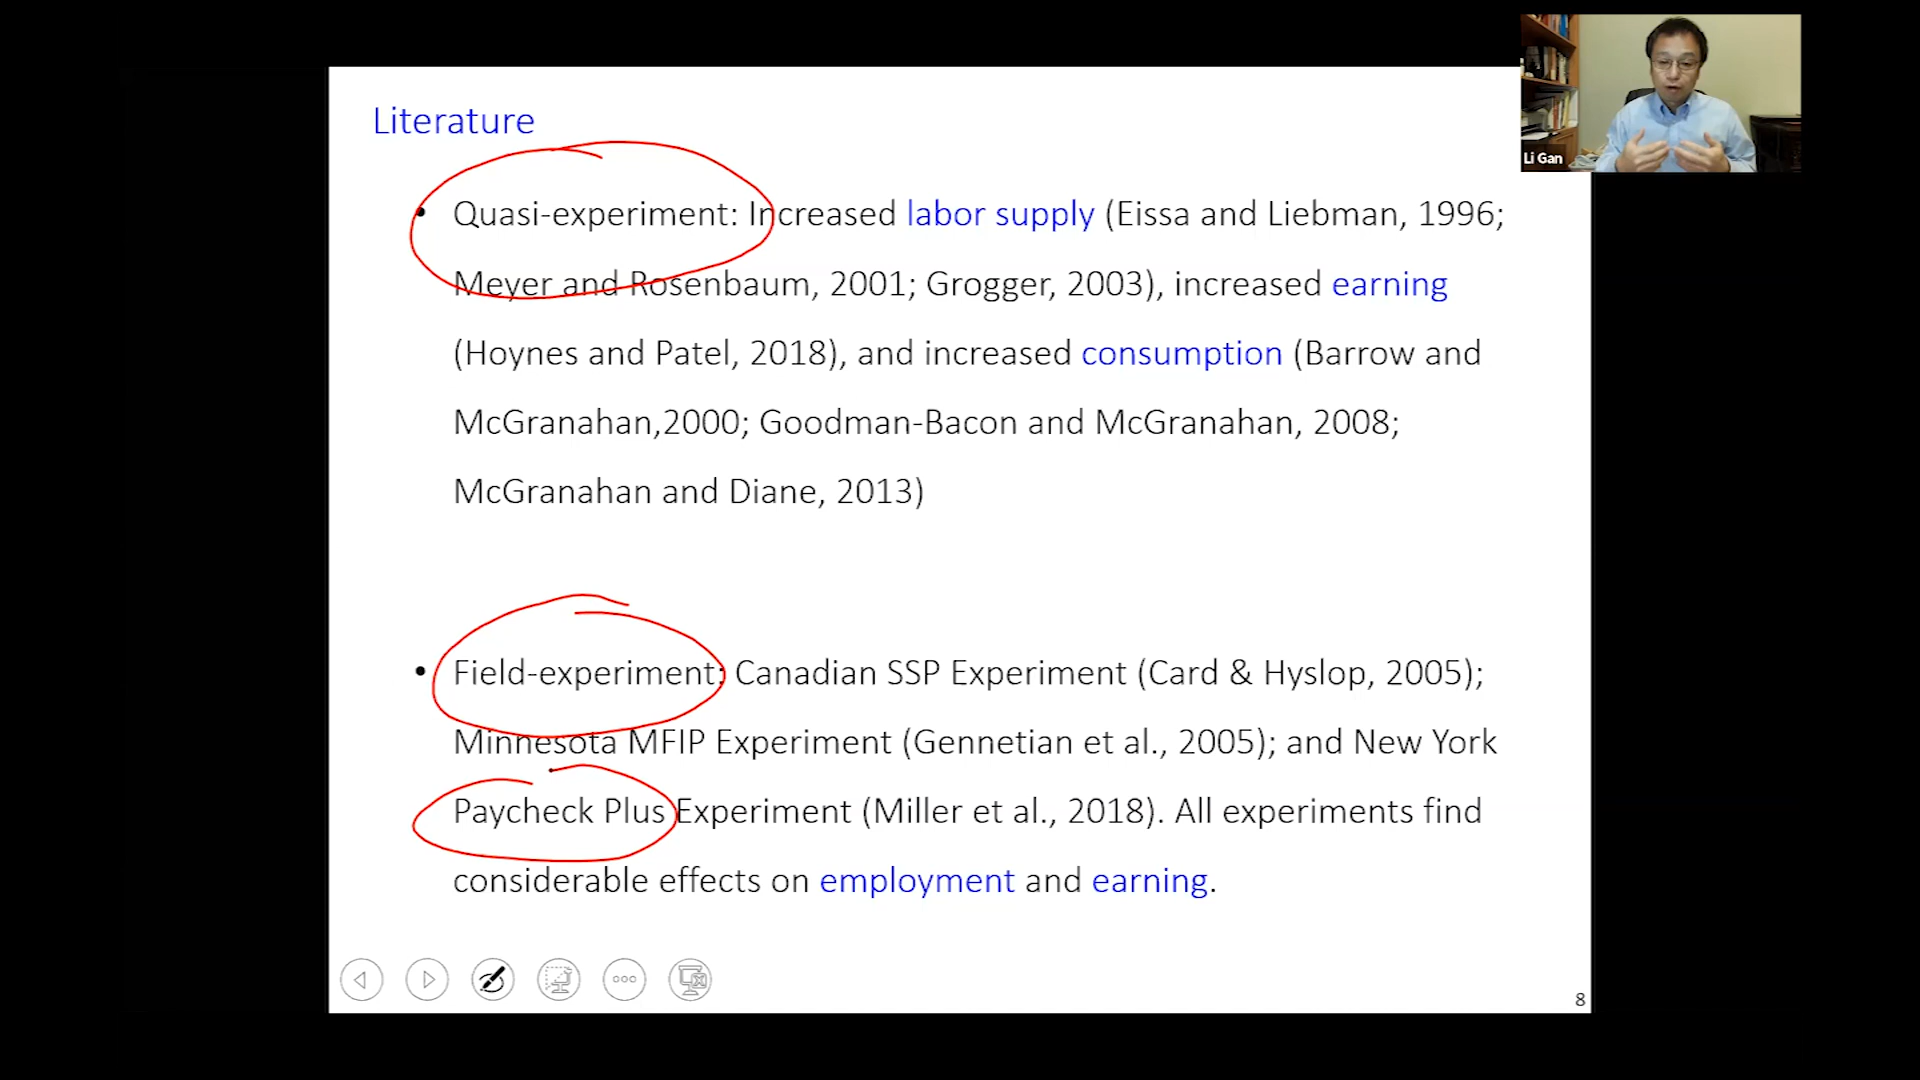 Literature
• Quasi-experiment: Increased labor supply (Eissa and Liebman, 1996;
Meyer and Rosenbaum, 2001; Grogger, 2003), increased earning
(Hoynes and Patel, 2018), and increased consumption (Barrow and
McGranahan,2000; Goodman-Bacon and McGranahan, 2008;
McGranahan and Diane, 2013)
• Field-experiment: Canadian SSP Experiment (Card & Hyslop, 2005);
Minnesota MFIP Experiment (Gennetian et al., 2005); and New York
Paycheck Plus Experiment (Miller et al., 2018). All experiments find
considerable effects on employment and earning.
8
Li Gan